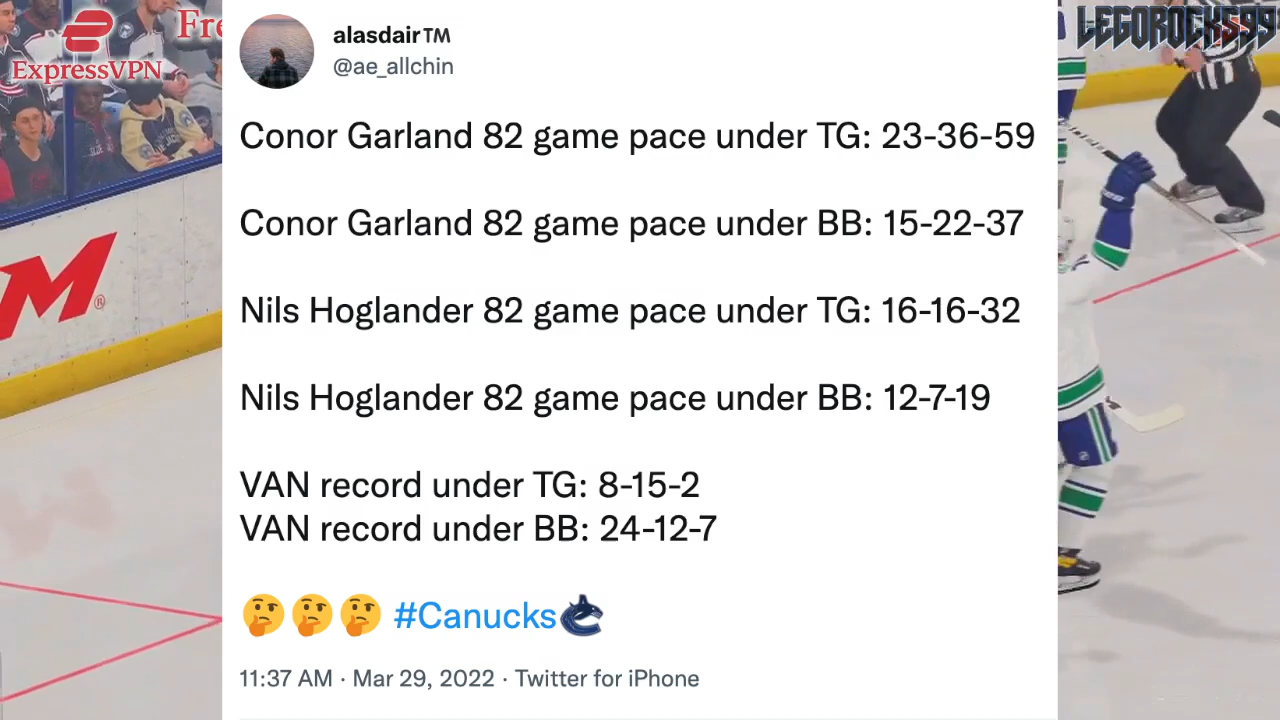 ExpressVPN
Fre
LEGOROCKS99
alasdair™
@ae_allchin
Conor Garland 82 game pace under TG: 23-36-59
Conor Garland 82 game pace under BB: 15-22-37
Nils Hoglander 82 game pace under TG: 16-16-32
Nils Hoglander 82 game pace under BB: 12-7-19
VAN record under TG: 8-15-2
VAN record under BB: 24-12-7
🤔🤔🤔 #Canucks
11:37 AM · Mar 29, 2022 · Twitter for iPhone
M®